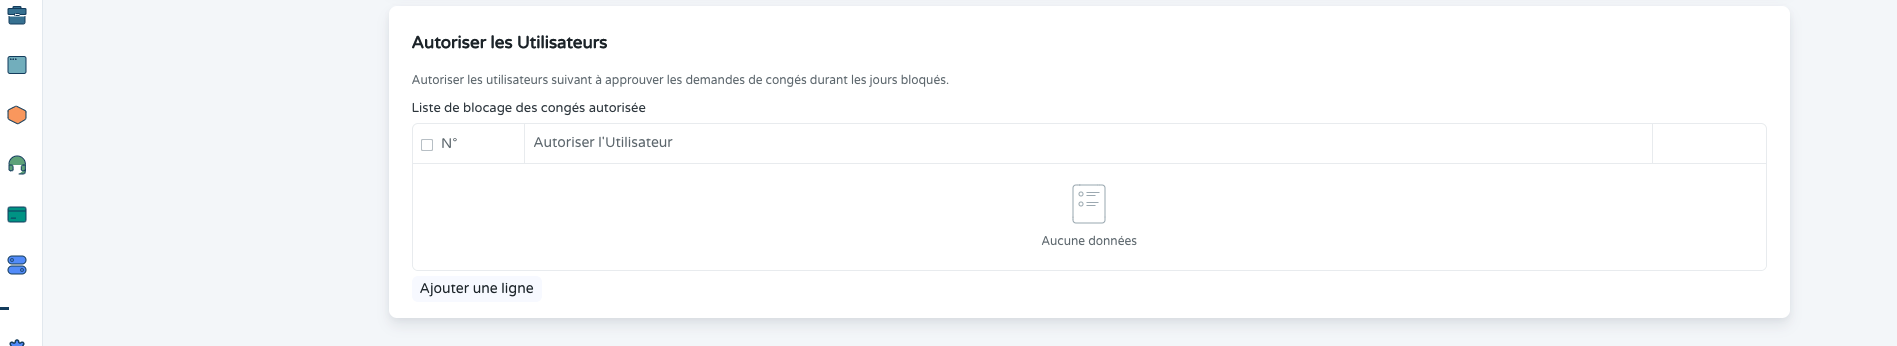 Autoriser les Utilisateurs
Autoriser les utilisateurs suivant à approuver les demandes de congés durant les jours bloqués.
Liste de blocage des congés autorisée
N° Autoriser l'Utilisateur
Aucune données
Ajouter une ligne